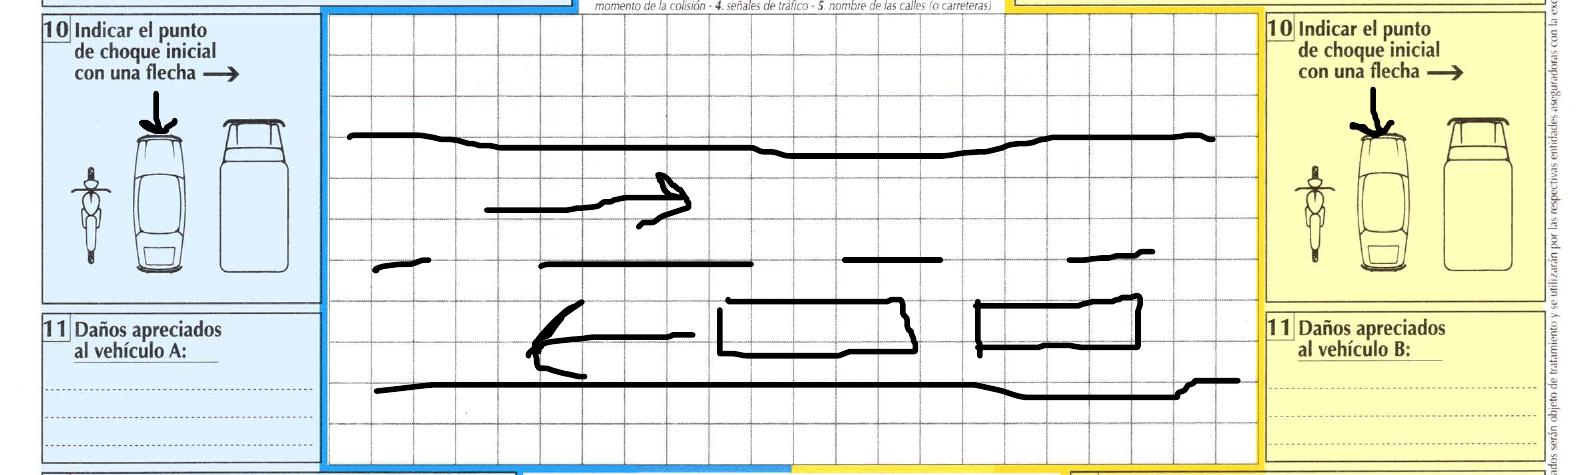 momento de la colisión - 4. señales de tráfico - 5. nombre de las calles (o carreteras)
10 Indicar el punto
de choque inicial
con una flecha →
11 Daños apreciados
al vehículo A:
10 Indicar el punto
de choque inicial
con una flecha →
11 Daños apreciados
al vehículo B:
ados serán objeto de tratamiento y se utilizarán por las respectivas entidades aseguradoras con la exc